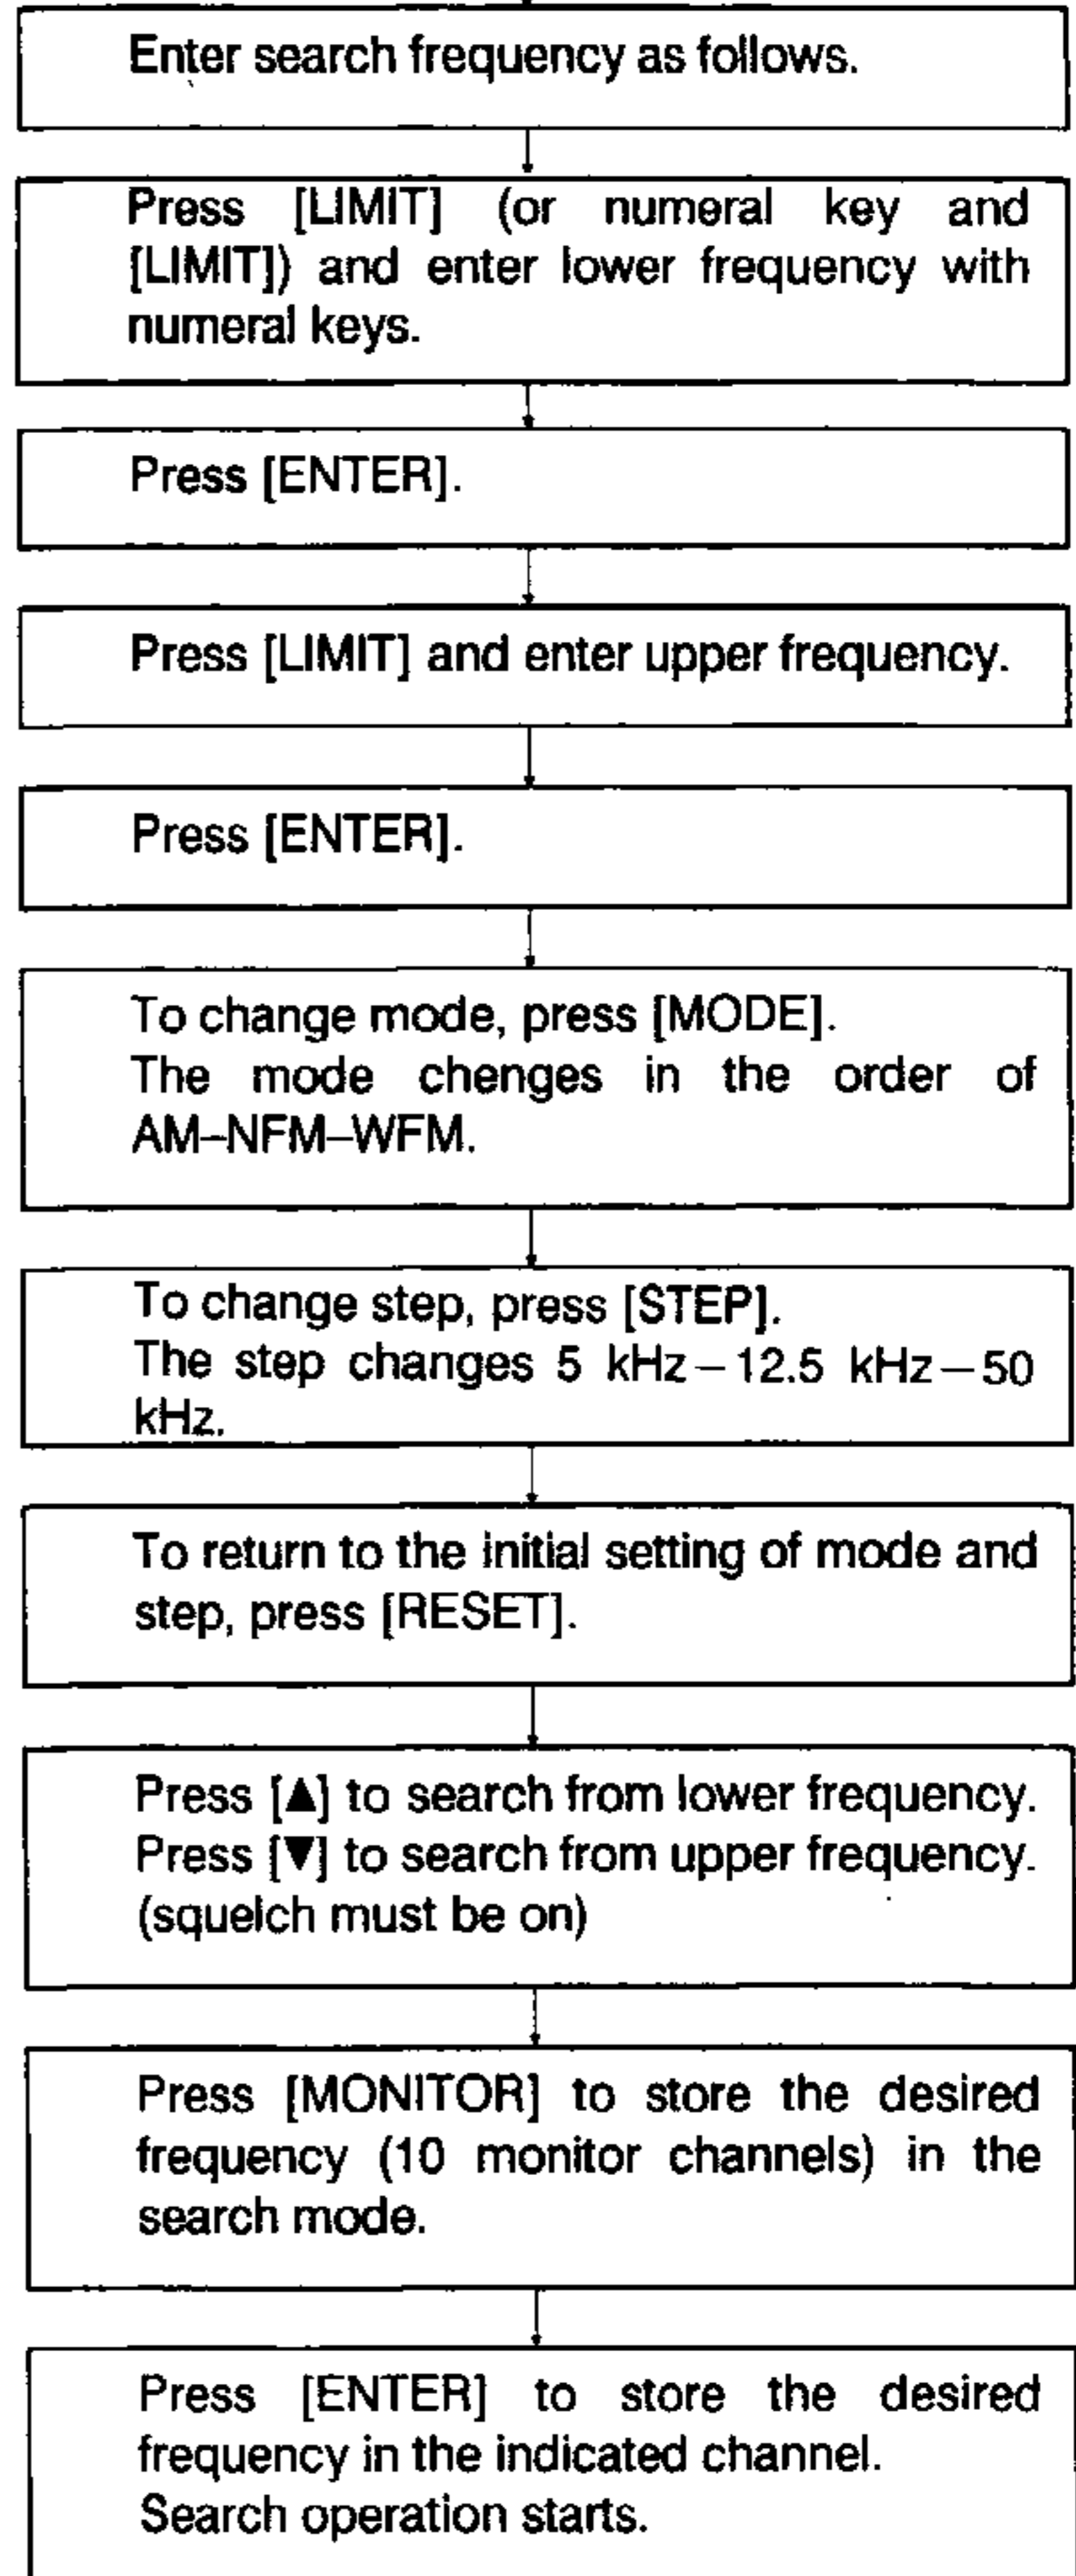 Enter search frequency as follows.
Press [LIMIT] (or numeral key and
[LIMIT]) and enter lower frequency with
numeral keys.
Press [ENTER].
Press [LIMIT] and enter upper frequency.
Press [ENTER].
To change mode, press [MODE].
The mode chenges in the order of
AM–NFM–WFM.
To change step, press [STEP].
The step changes 5 kHz–12.5 kHz–50
kHz.
To return to the initial setting of mode and
step, press [RESET].
Press [▲] to search from lower frequency.
Press [▼] to search from upper frequency.
(squelch must be on)
Press [MONITOR] to store the desired
frequency (10 monitor channels) in the
search mode.
Press [ENTER] to store the desired
frequency in the indicated channel.
Search operation starts.